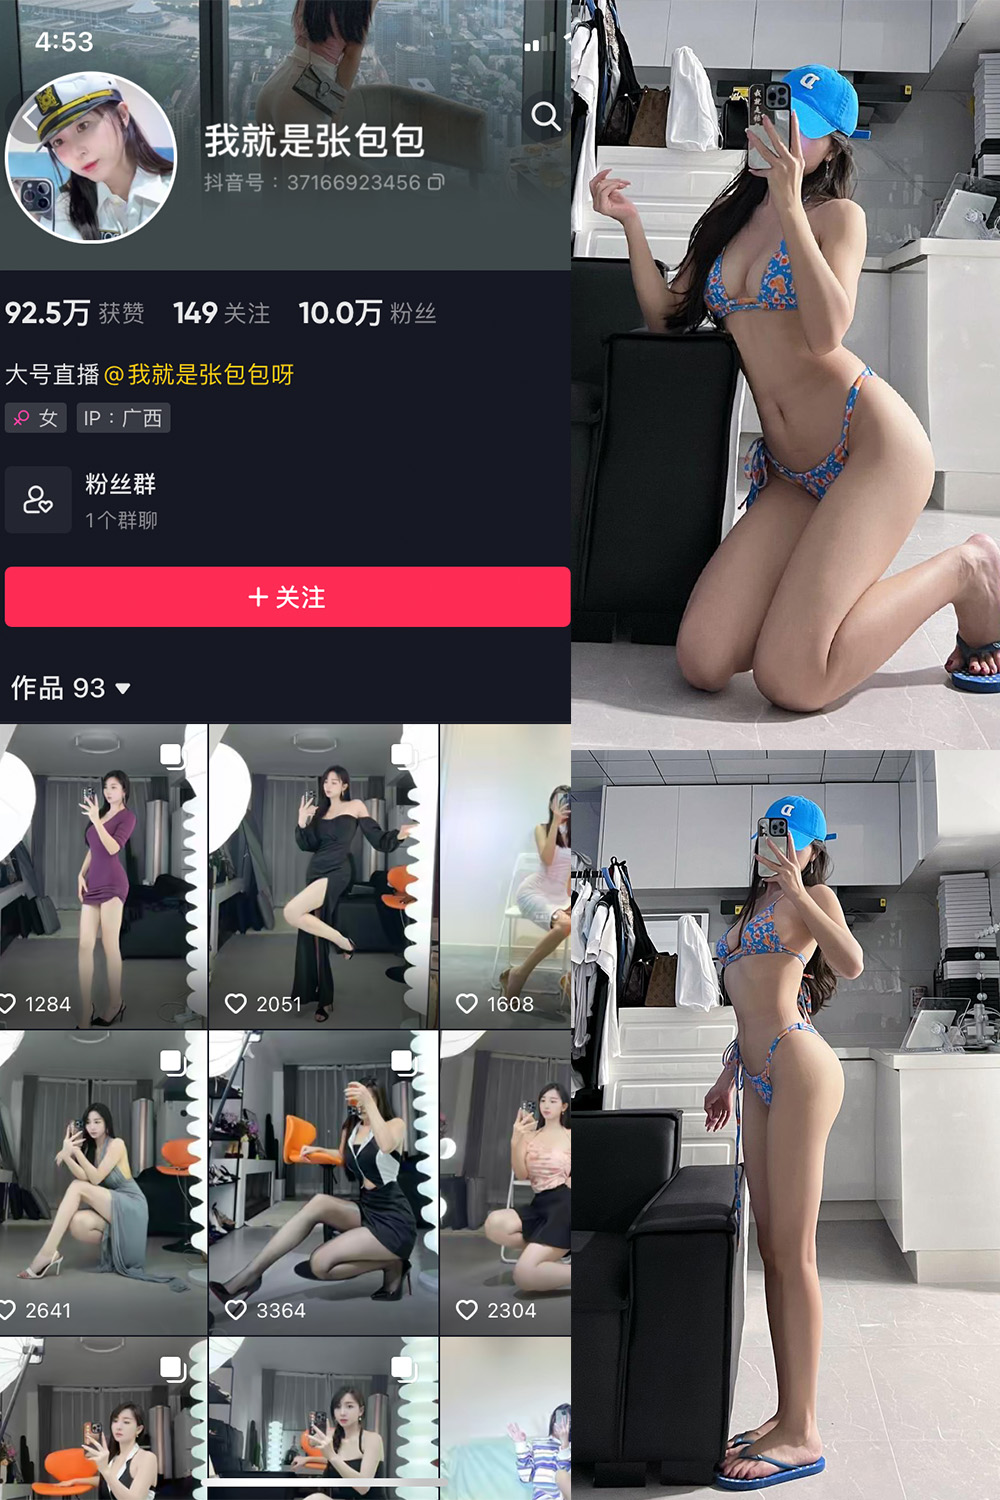 4:53
我就是张包包
抖音号：37166923456
92.5万 获赞 149 关注 10.0万 粉丝
大号直播 @我就是张包包呀
女 IP：广西
粉丝群
1个群聊
+ 关注
作品 93
1284
2051
1608
2641
3364
2304